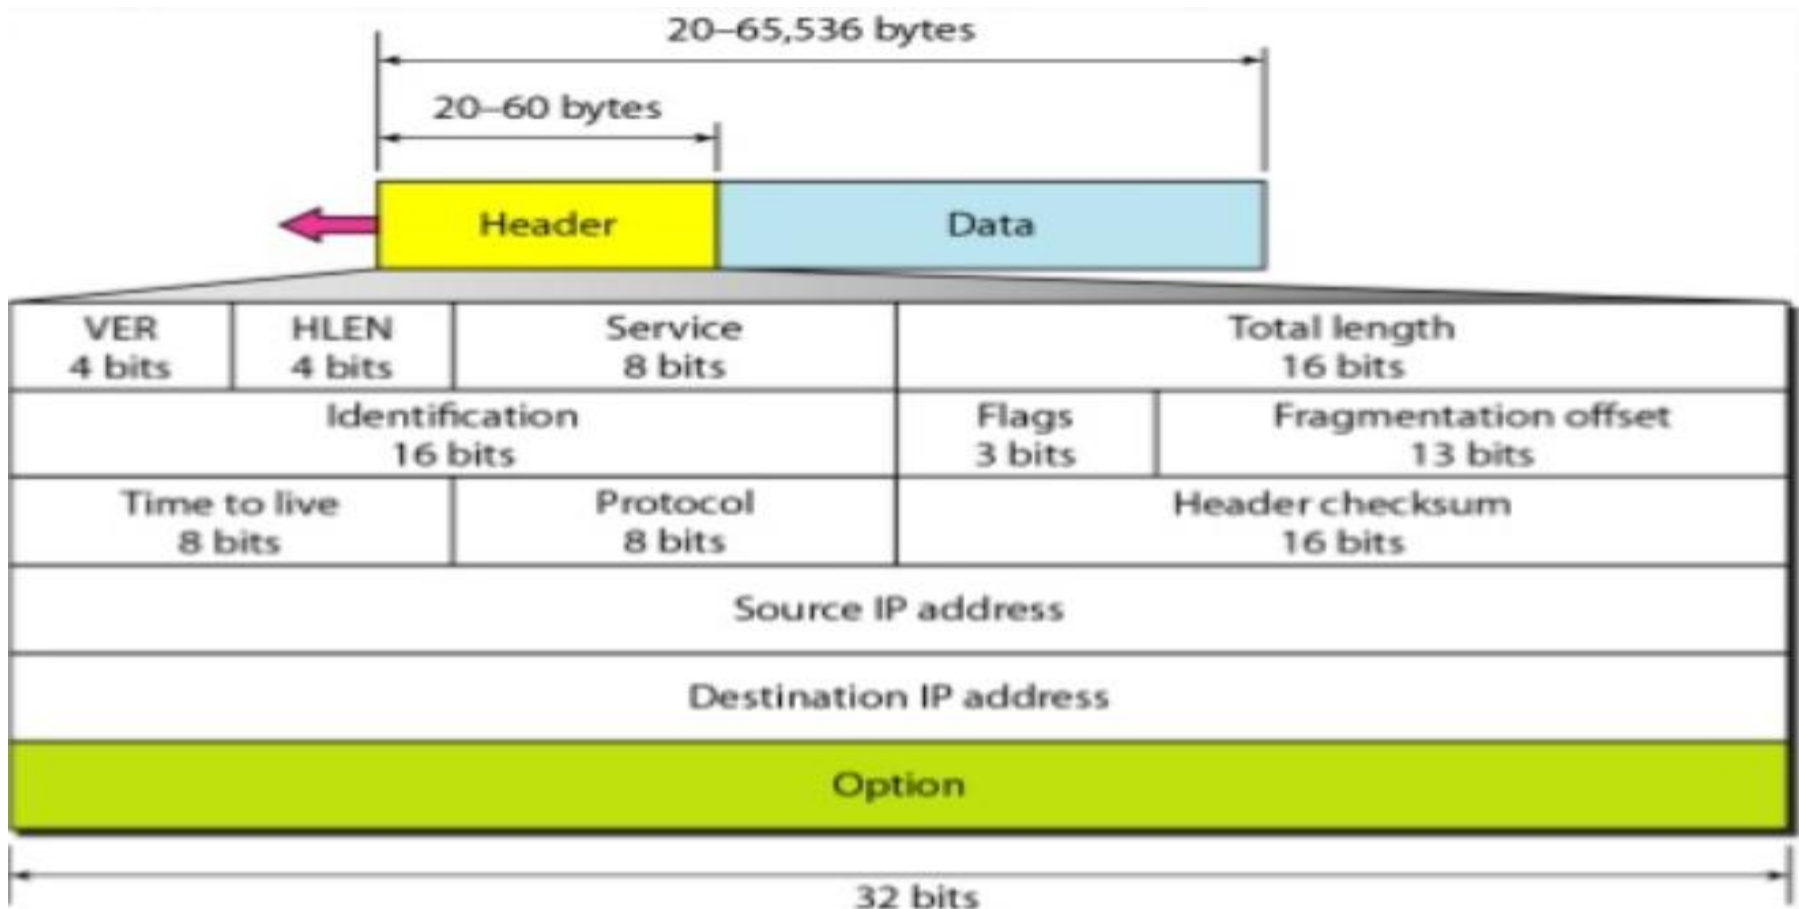 20–65,536 bytes
20–60 bytes
Header
Data
VER
4 bits
HLEN
4 bits
Service
8 bits
Total length
16 bits
Identification
16 bits
Flags
3 bits
Fragmentation offset
13 bits
Time to live
8 bits
Protocol
8 bits
Header checksum
16 bits
Source IP address
Destination IP address
Option
32 bits